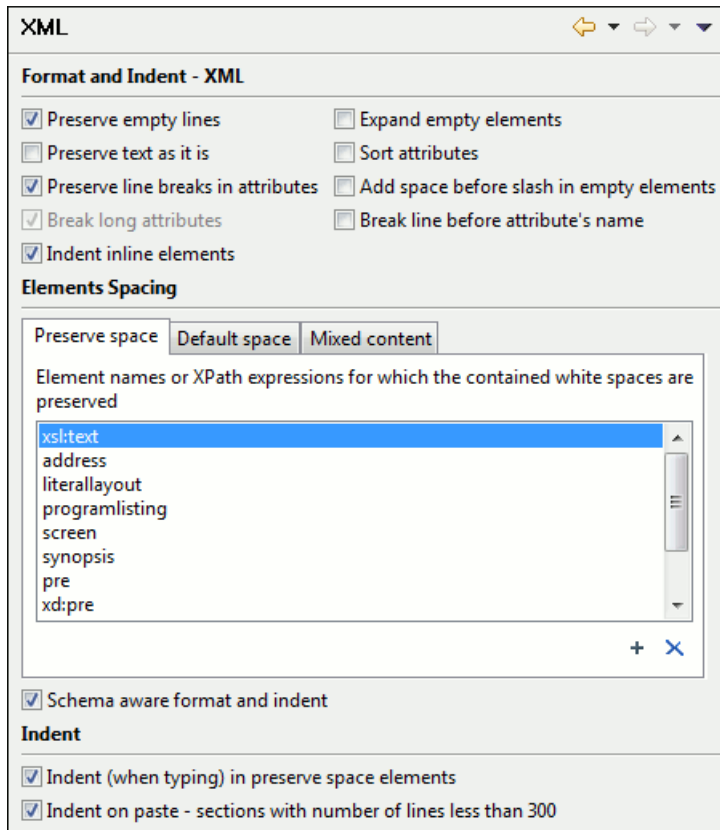 XML
Format and Indent - XML
Preserve empty lines
Expand empty elements
Preserve text as it is
Sort attributes
Preserve line breaks in attributes
Add space before slash in empty elements
Break long attributes
Break line before attribute's name
Indent inline elements
Elements Spacing
Preserve space
Default space
Mixed content
Element names or XPath expressions for which the contained white spaces are
preserved
xsl:text
address
literallayout
programlisting
screen
synopsis
pre
xd:pre
Schema aware format and indent
Indent
Indent (when typing) in preserve space elements
Indent on paste - sections with number of lines less than 300